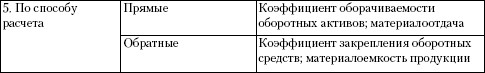 5. По способу
расчета
Прямые
Коэффициент оборачиваемости
оборотных активов; материалоотдача
Обратные
Коэффициент закрепления оборотных
средств; материалоемкость продукции